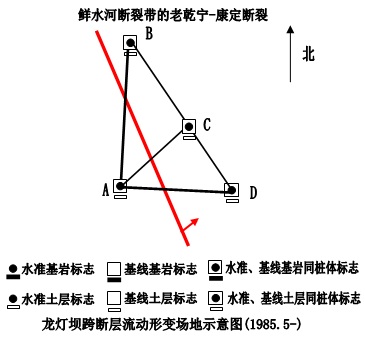 鲜水河断裂带的老乾宁-康定断裂
B
北
C
A
D
水准基岩标志 基线基岩标志 水准、基线基岩同桩体标志
水准土层标志 基线土层标志 水准、基线土层同桩体标志
龙灯坝跨断层流动形变场地示意图(1985.5-)